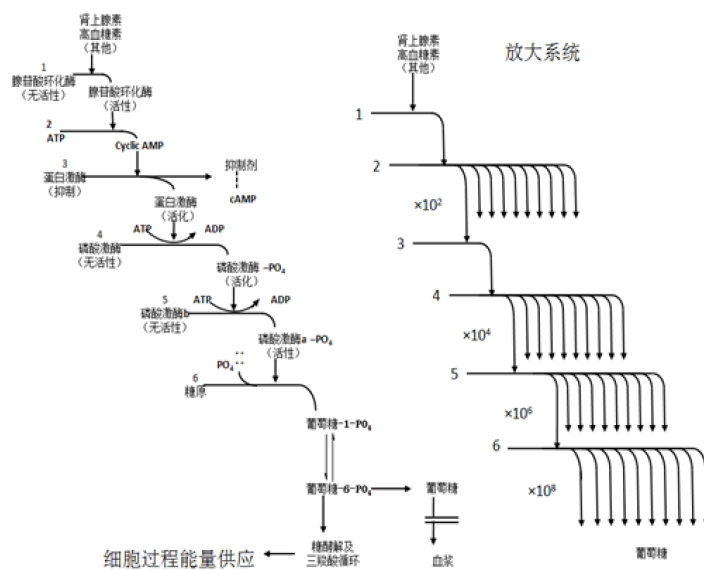 肾上腺素
高血糖素
（其他）
1
腺苷酸环化酶
（无活性）
腺苷酸环化酶
（活性）
2
ATP
Cyclic AMP
3
蛋白激酶
（抑制）
抑制剂
cAMP
蛋白激酶
（活化）
ATP
ADP
4
磷酸激酶
（无活性）
磷酸激酶 -PO₄
（活化）
ATP
ADP
5
磷酸激酶b
（无活性）
磷酸激酶a -PO₄
（活性）
PO₄
6
糖原
葡萄糖-1-PO₄
葡萄糖-6-PO₄
葡萄糖
糖酵解及
三羧酸循环
血浆
细胞过程能量供应
放大系统
肾上腺素
高血糖素
（其他）
1
2
×10²
3
4
×10⁴
5
×10⁶
6
×10⁸
葡萄糖